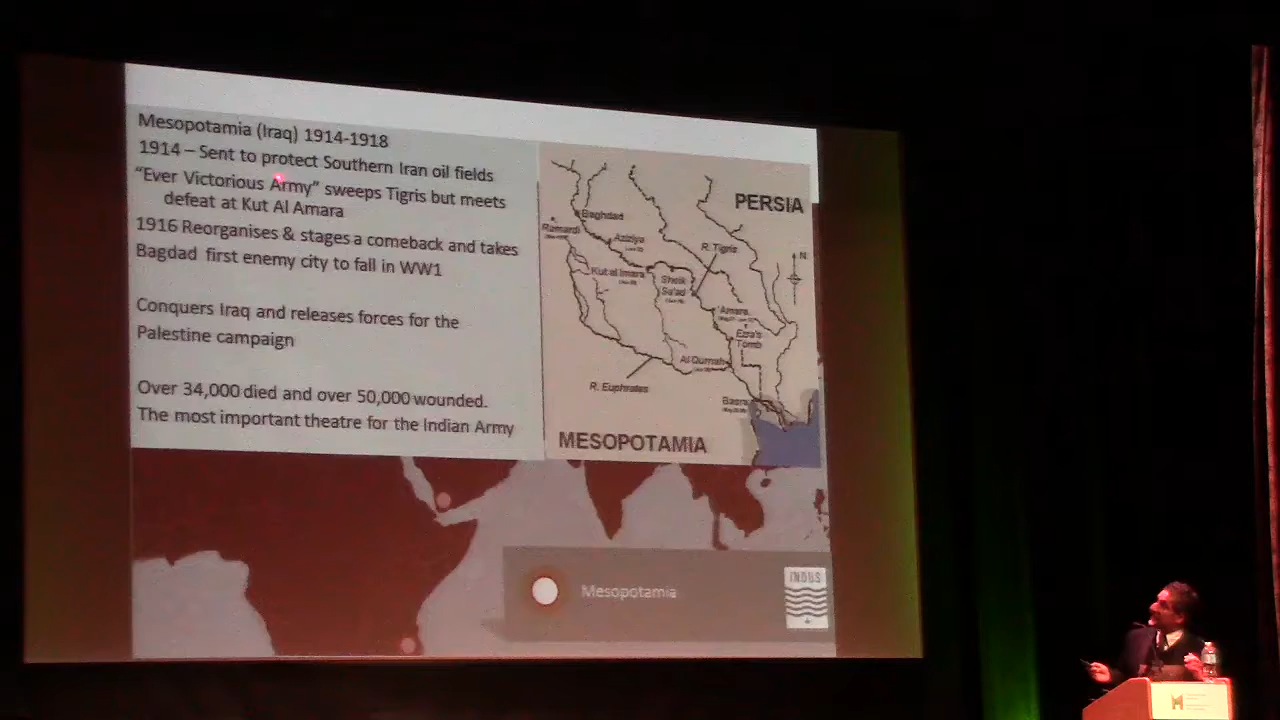 Mesopotamia (Iraq) 1914-1918
1914 – Sent to protect Southern Iran oil fields
"Ever Victorious Army" sweeps Tigris but meets
defeat at Kut Al Amara
1916 Reorganises & stages a comeback and takes
Bagdad first enemy city to fall in WW1
Conquers Iraq and releases forces for the
Palestine campaign
Over 34,000 died and over 50,000 wounded.
The most important theatre for the Indian Army
PERSIA
Baghdad
Ramardi
Aziziya
R. Tigris
N
Kut al Imara
Sheik
Sa'ad
'Amara
Ezra's
Tomb
Al Qurnah
R. Euphrates
Basra
MESOPOTAMIA
Mesopotamia
INDUS